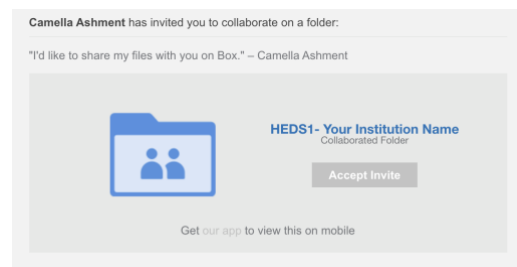 Camella Ashment has invited you to collaborate on a folder:
"I'd like to share my files with you on Box." – Camella Ashment
HEDS1- Your Institution Name
Collaborated Folder
Accept Invite
Get our app to view this on mobile